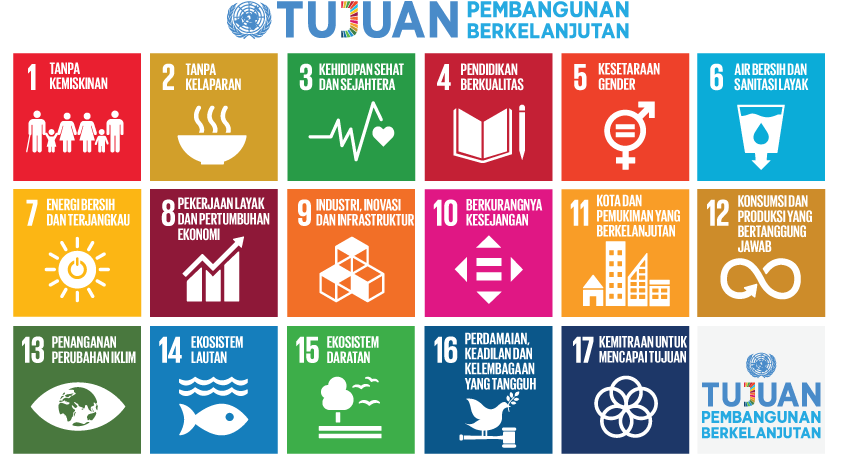 TUJUAN PEMBANGUNAN
BERKELANJUTAN
1 TANPA
KEMISKINAN
2 TANPA
KELAPARAN
3 KEHIDUPAN SEHAT
DAN SEJAHTERA
4 PENDIDIKAN
BERKUALITAS
5 KESETARAAN
GENDER
6 AIR BERSIH DAN
SANITASI LAYAK
7 ENERGI BERSIH
DAN TERJANGKAU
8 PEKERJAAN LAYAK
DAN PERTUMBUHAN
EKONOMI
9 INDUSTRI, INOVASI
DAN INFRASTRUKTUR
10 BERKURANGNYA
KESEJANGAN
11 KOTA DAN
PEMUKIMAN YANG
BERKELANJUTAN
12 KONSUMSI DAN
PRODUKSI YANG
BERTANGGUNG
JAWAB
13 PENANGANAN
PERUBAHAN IKLIM
14 EKOSISTEM
LAUTAN
15 EKOSISTEM
DARATAN
16 PERDAMAIAN,
KEADILAN DAN
KELEMBAGAAN
YANG TANGGUH
17 KEMITRAAN UNTUK
MENCAPAI TUJUAN
TUJUAN
PEMBANGUNAN
BERKELANJUTAN